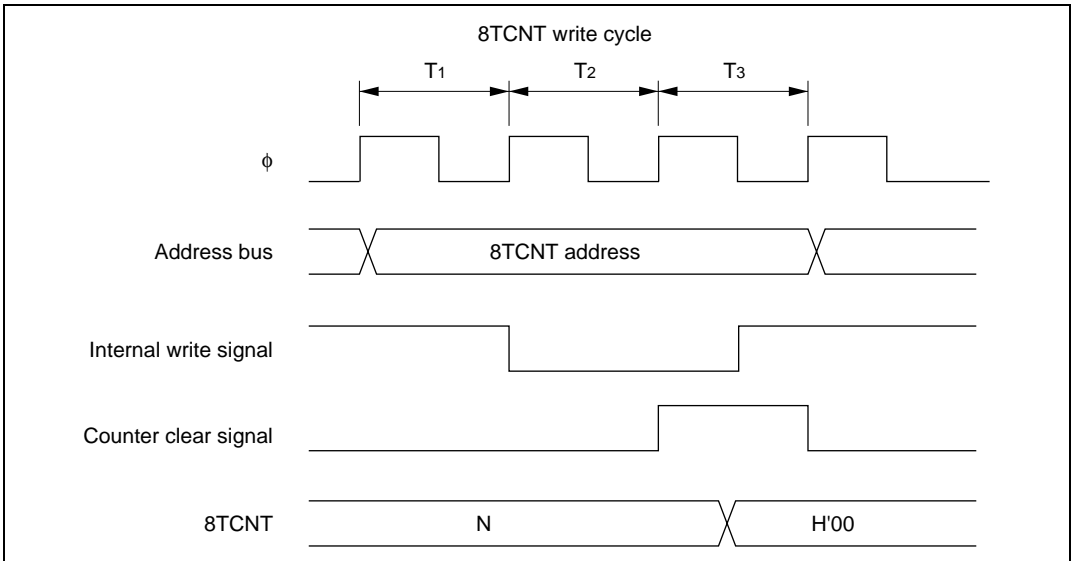 8TCNT write cycle
T1 T2 T3
φ
Address bus 8TCNT address
Internal write signal
Counter clear signal
8TCNT N H'00